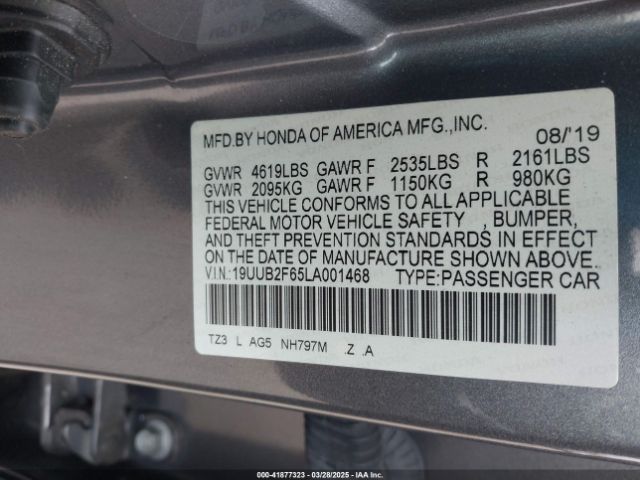 MFD.BY HONDA OF AMERICA MFG.,INC. 08/'19
GVWR 4619LBS GAWR F 2535LBS R 2161LBS
GVWR 2095KG GAWR F 1150KG R 980KG
THIS VEHICLE CONFORMS TO ALL APPLICABLE
FEDERAL MOTOR VEHICLE SAFETY , BUMPER,
AND THEFT PREVENTION STANDARDS IN EFFECT
ON THE DATE OF MANUFACTURE SHOWN ABOVE.
V.I.N:19UUB2F65LA001468 TYPE:PASSENGER CAR
TZ3 L AG5 NH797M .Z .A
000-41877323 | 03/28/2025 - IAA Inc.